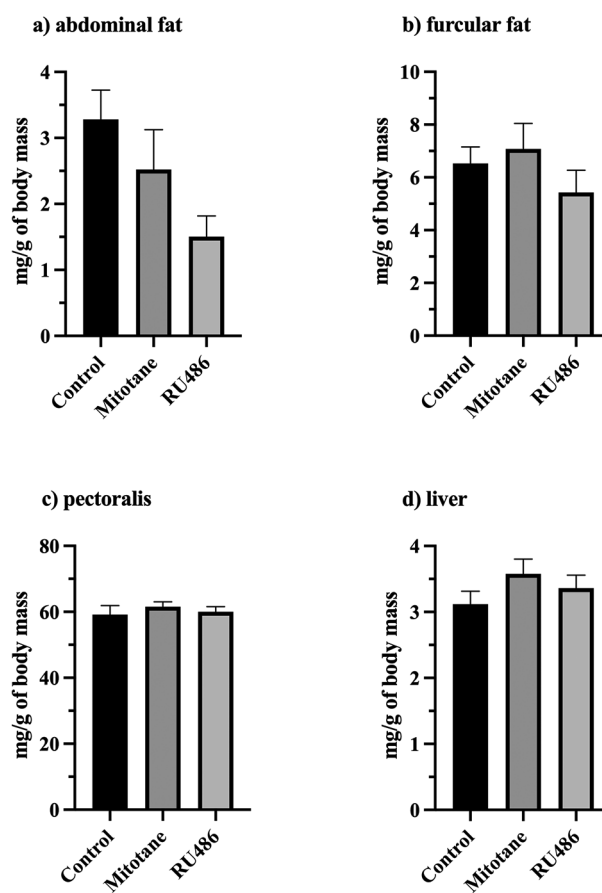 a) abdominal fat
mg/g of body mass
4
3
2
1
0
Control
Mitotane
RU486
b) furcular fat
mg/g of body mass
10
8
6
4
2
0
Control
Mitotane
RU486
c) pectoralis
mg/g of body mass
80
60
40
20
0
Control
Mitotane
RU486
d) liver
mg/g of body mass
4
3
2
1
0
Control
Mitotane
RU486